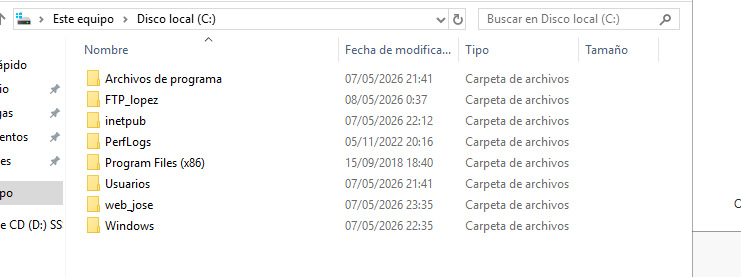 Este equipo > Disco local (C:)
Buscar en Disco local (C:)
Nombre Fecha de modifica... Tipo Tamaño
Archivos de programa 07/05/2026 21:41 Carpeta de archivos
FTP_lopez 08/05/2026 0:37 Carpeta de archivos
inetpub 07/05/2026 22:12 Carpeta de archivos
PerfLogs 05/11/2022 20:16 Carpeta de archivos
Program Files (x86) 15/09/2018 18:40 Carpeta de archivos
Usuarios 07/05/2026 21:41 Carpeta de archivos
web_jose 07/05/2026 23:35 Carpeta de archivos
Windows 07/05/2026 22:35 Carpeta de archivos
ápido
io
gas
entos
es
po
e CD (D:) SS